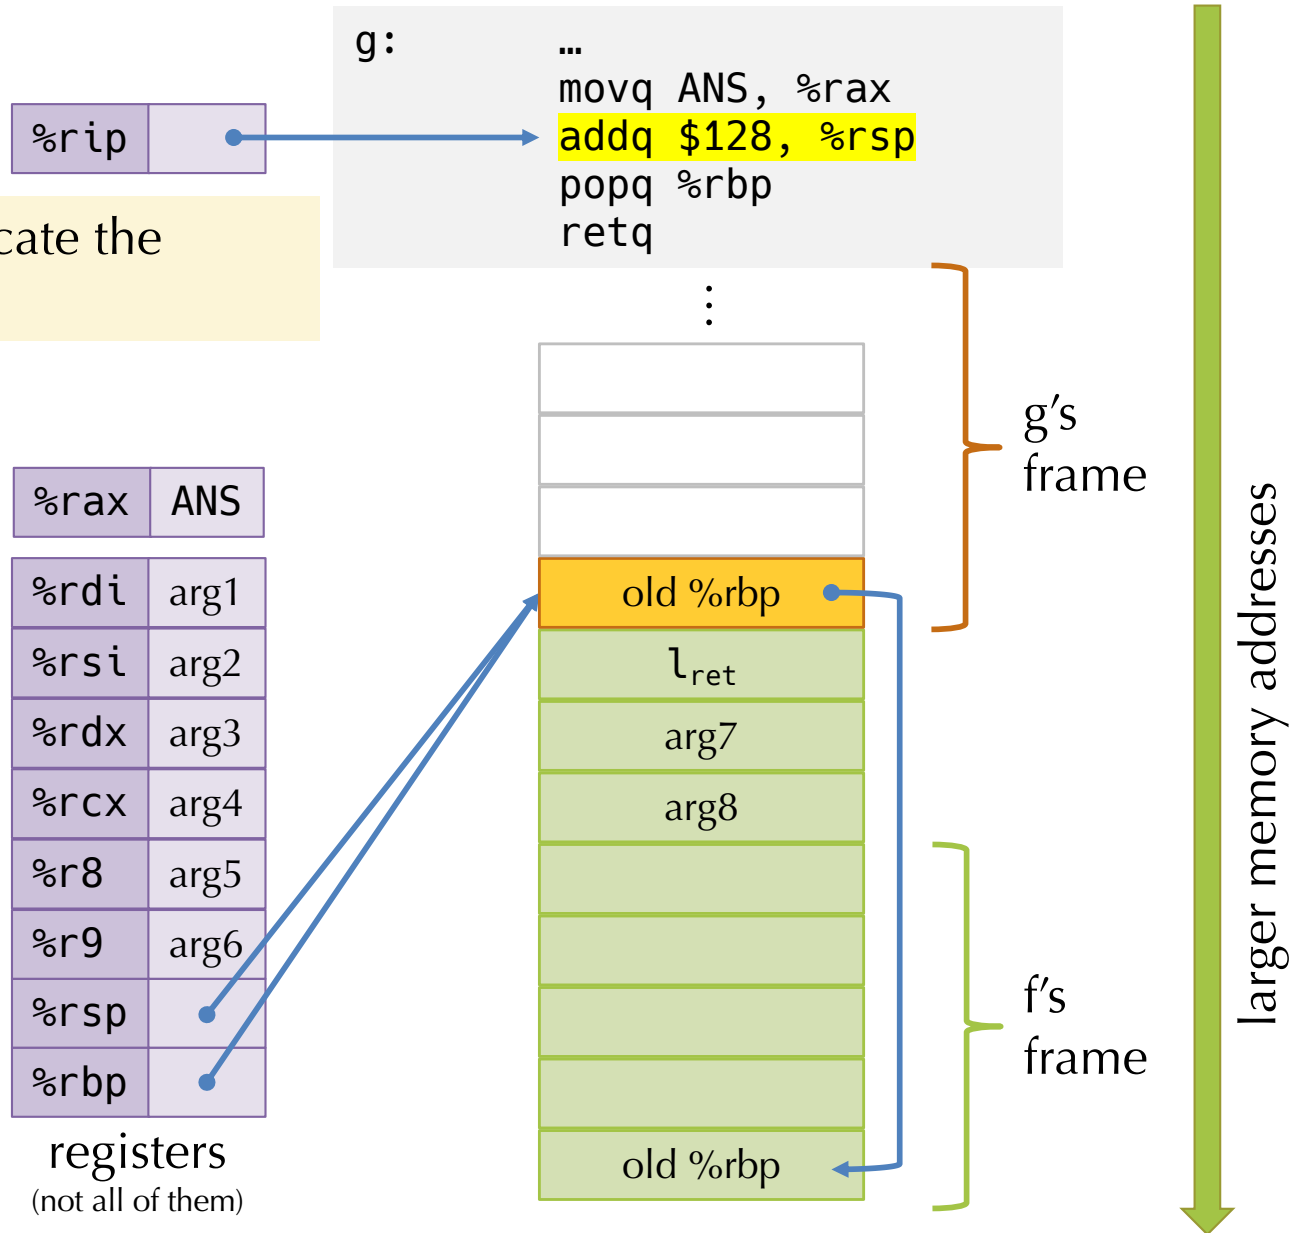 g: …
movq ANS, %rax
%rip
addq $128, %rsp
popq %rbp
retq
cate the
⋮
g's
frame
%rax ANS
%rdi arg1
%rsi arg2
%rdx arg3
%rcx arg4
%r8 arg5
%r9 arg6
%rsp
%rbp
registers
(not all of them)
old %rbp
lret
arg7
arg8
old %rbp
f's
frame
larger memory addresses